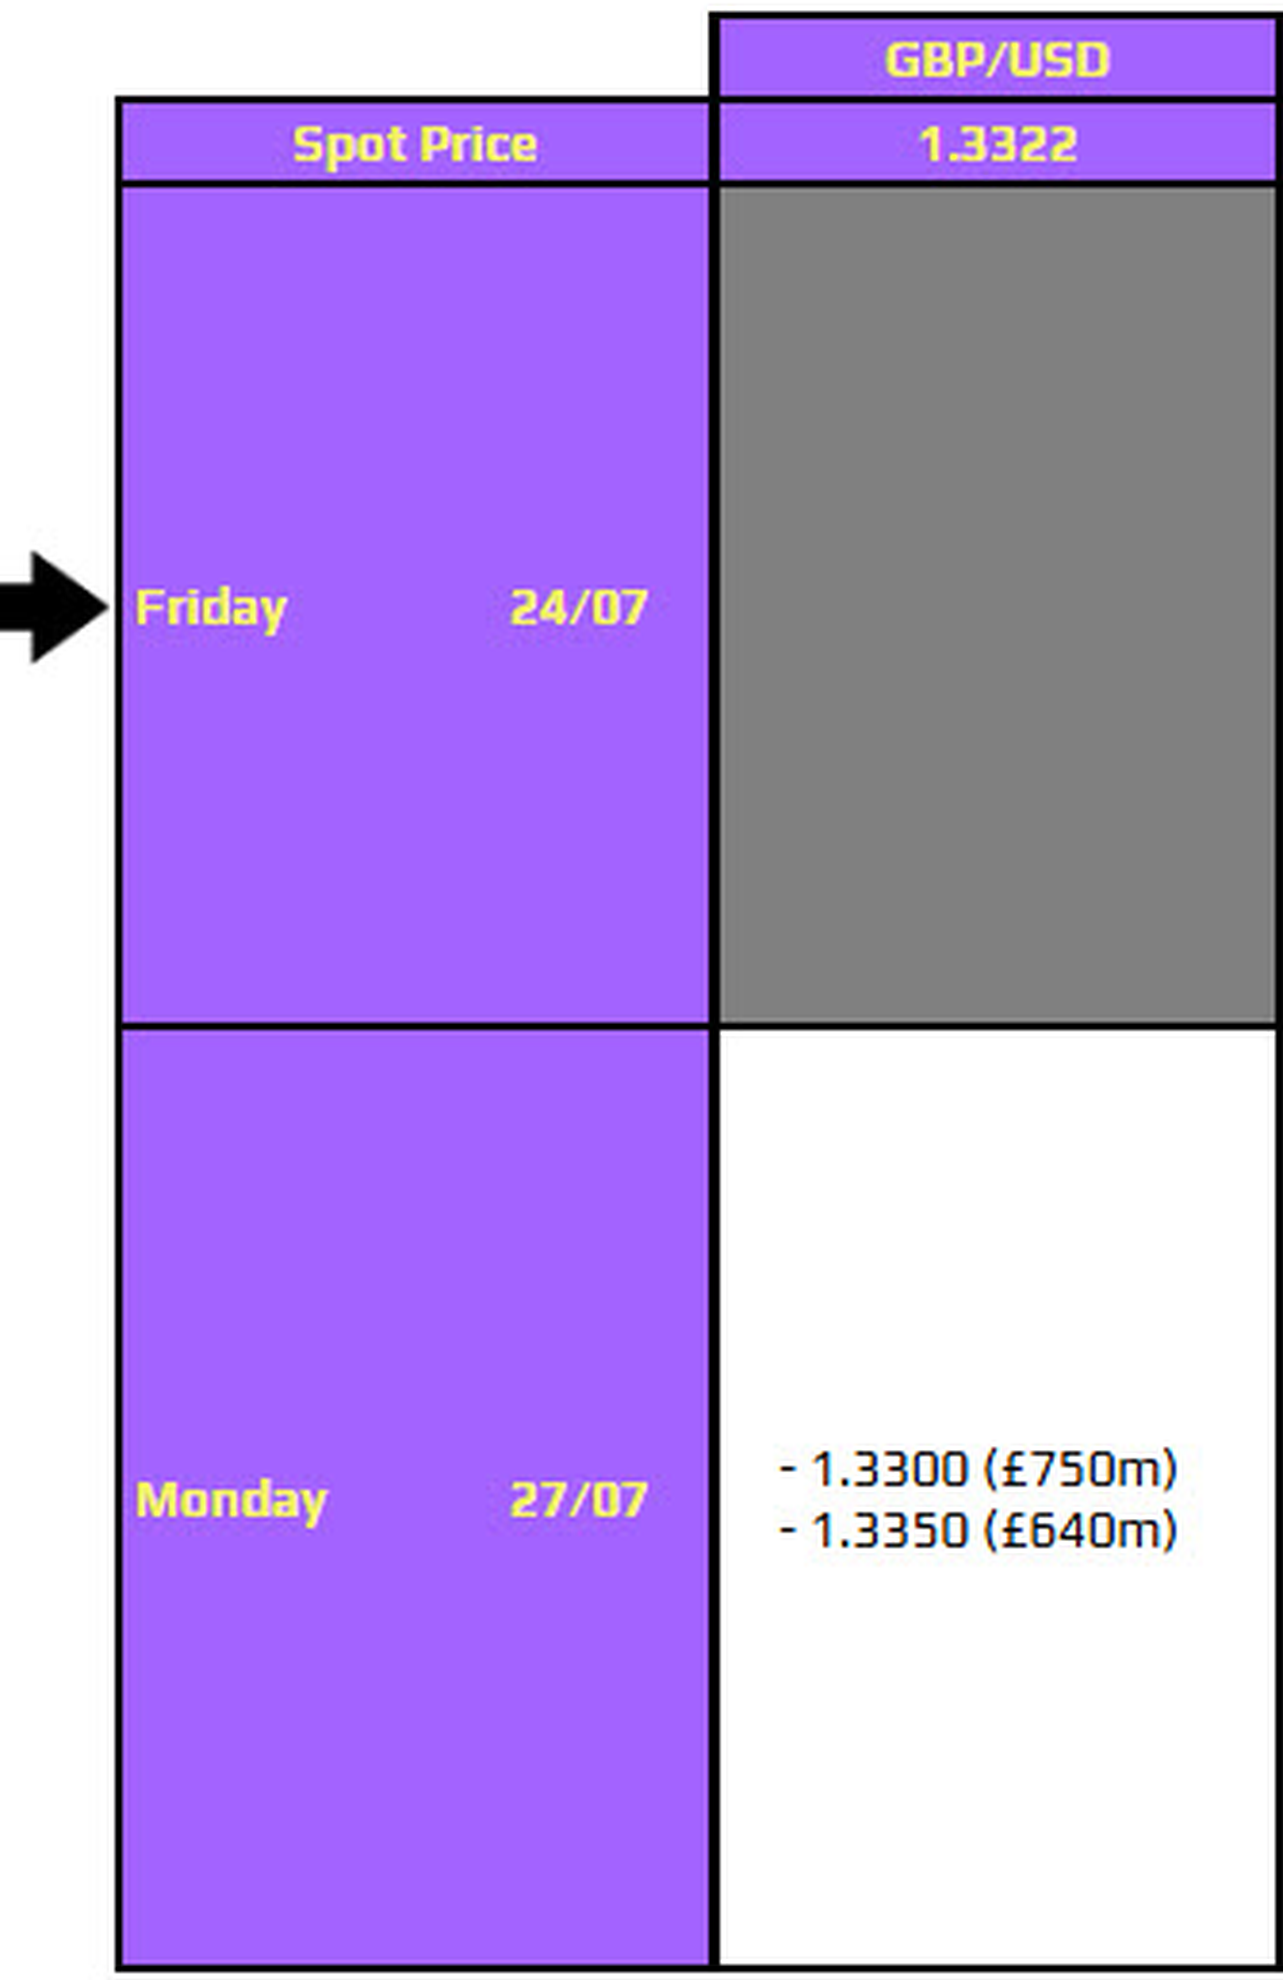 GBP/USD
Spot Price 1.3322
Friday 24/07
Monday 27/07
- 1.3300 (£750m)
- 1.3350 (£640m)